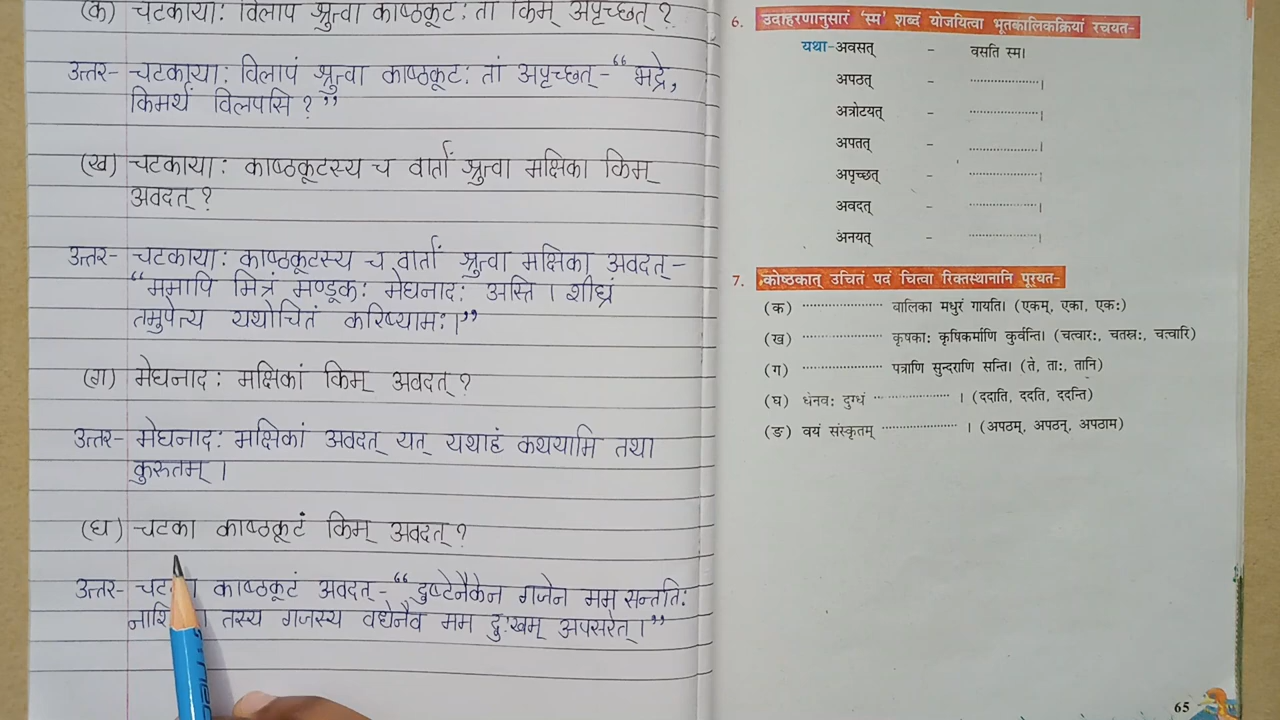 (क) चटकायाः विलापं श्रुत्वा काष्ठकूटः तां किम् अपृच्छत् ?
उत्तर- चटकायाः विलापं श्रुत्वा काष्ठकूटः तां अपृच्छत्- “भद्रे,
किमर्थं विलपसि ?”
(ख) चटकायाः काष्ठकूटस्य च वार्तां श्रुत्वा मक्षिका किम्
अवदत् ?
उत्तर- चटकायाः काष्ठकूटस्य च वार्तां श्रुत्वा मक्षिका अवदत्-
“ममापि मित्रं मण्डूकः मेघनादः अस्ति । शीघ्रं
तमुपेत्य यथोचितं करिष्यामः।”
(ग) मेघनादः मक्षिकां किम् अवदत् ?
उत्तर- मेघनादः मक्षिकां अवदत् यत् यथाहं कथयामि तथा
कुरुतम् ।
(घ) चटका काष्ठकूटं किम् अवदत् ?
उत्तर- काष्ठकूटं अवदत्- “दुष्टेनैकेन गजेन मम सन्ततिः
तस्य गजस्य वधेनैव मम दुःखम् अपसरेत्।”
6. उदाहरणानुसारं ‘स्म’ शब्दं योजयित्वा भूतकालिकक्रियां रचयत-
यथा-अवसत् - वसति स्म।
अपठत् - ....................।
अत्रोटयत् - ....................।
अपतत् - ....................।
अपृच्छत् - ....................।
अवदत् - ....................।
अनयत् - ....................।
7. कोष्ठकात् उचितं पदं चित्वा रिक्तस्थानानि पूरयत-
(क) .................... बालिका मधुरं गायति। (एकम्, एका, एकः)
(ख) .................... कृषकाः कृषिकर्माणि कुर्वन्ति। (चत्वारः, चतस्रः, चत्वारि)
(ग) .................... पत्राणि सुन्दराणि सन्ति। (ते, ताः, तानि)
(घ) धेनवः दुग्धं .................... । (ददाति, ददति, ददन्ति)
(ङ) वयं संस्कृतम् .................... । (अपठम्, अपठन्, अपठाम)
65